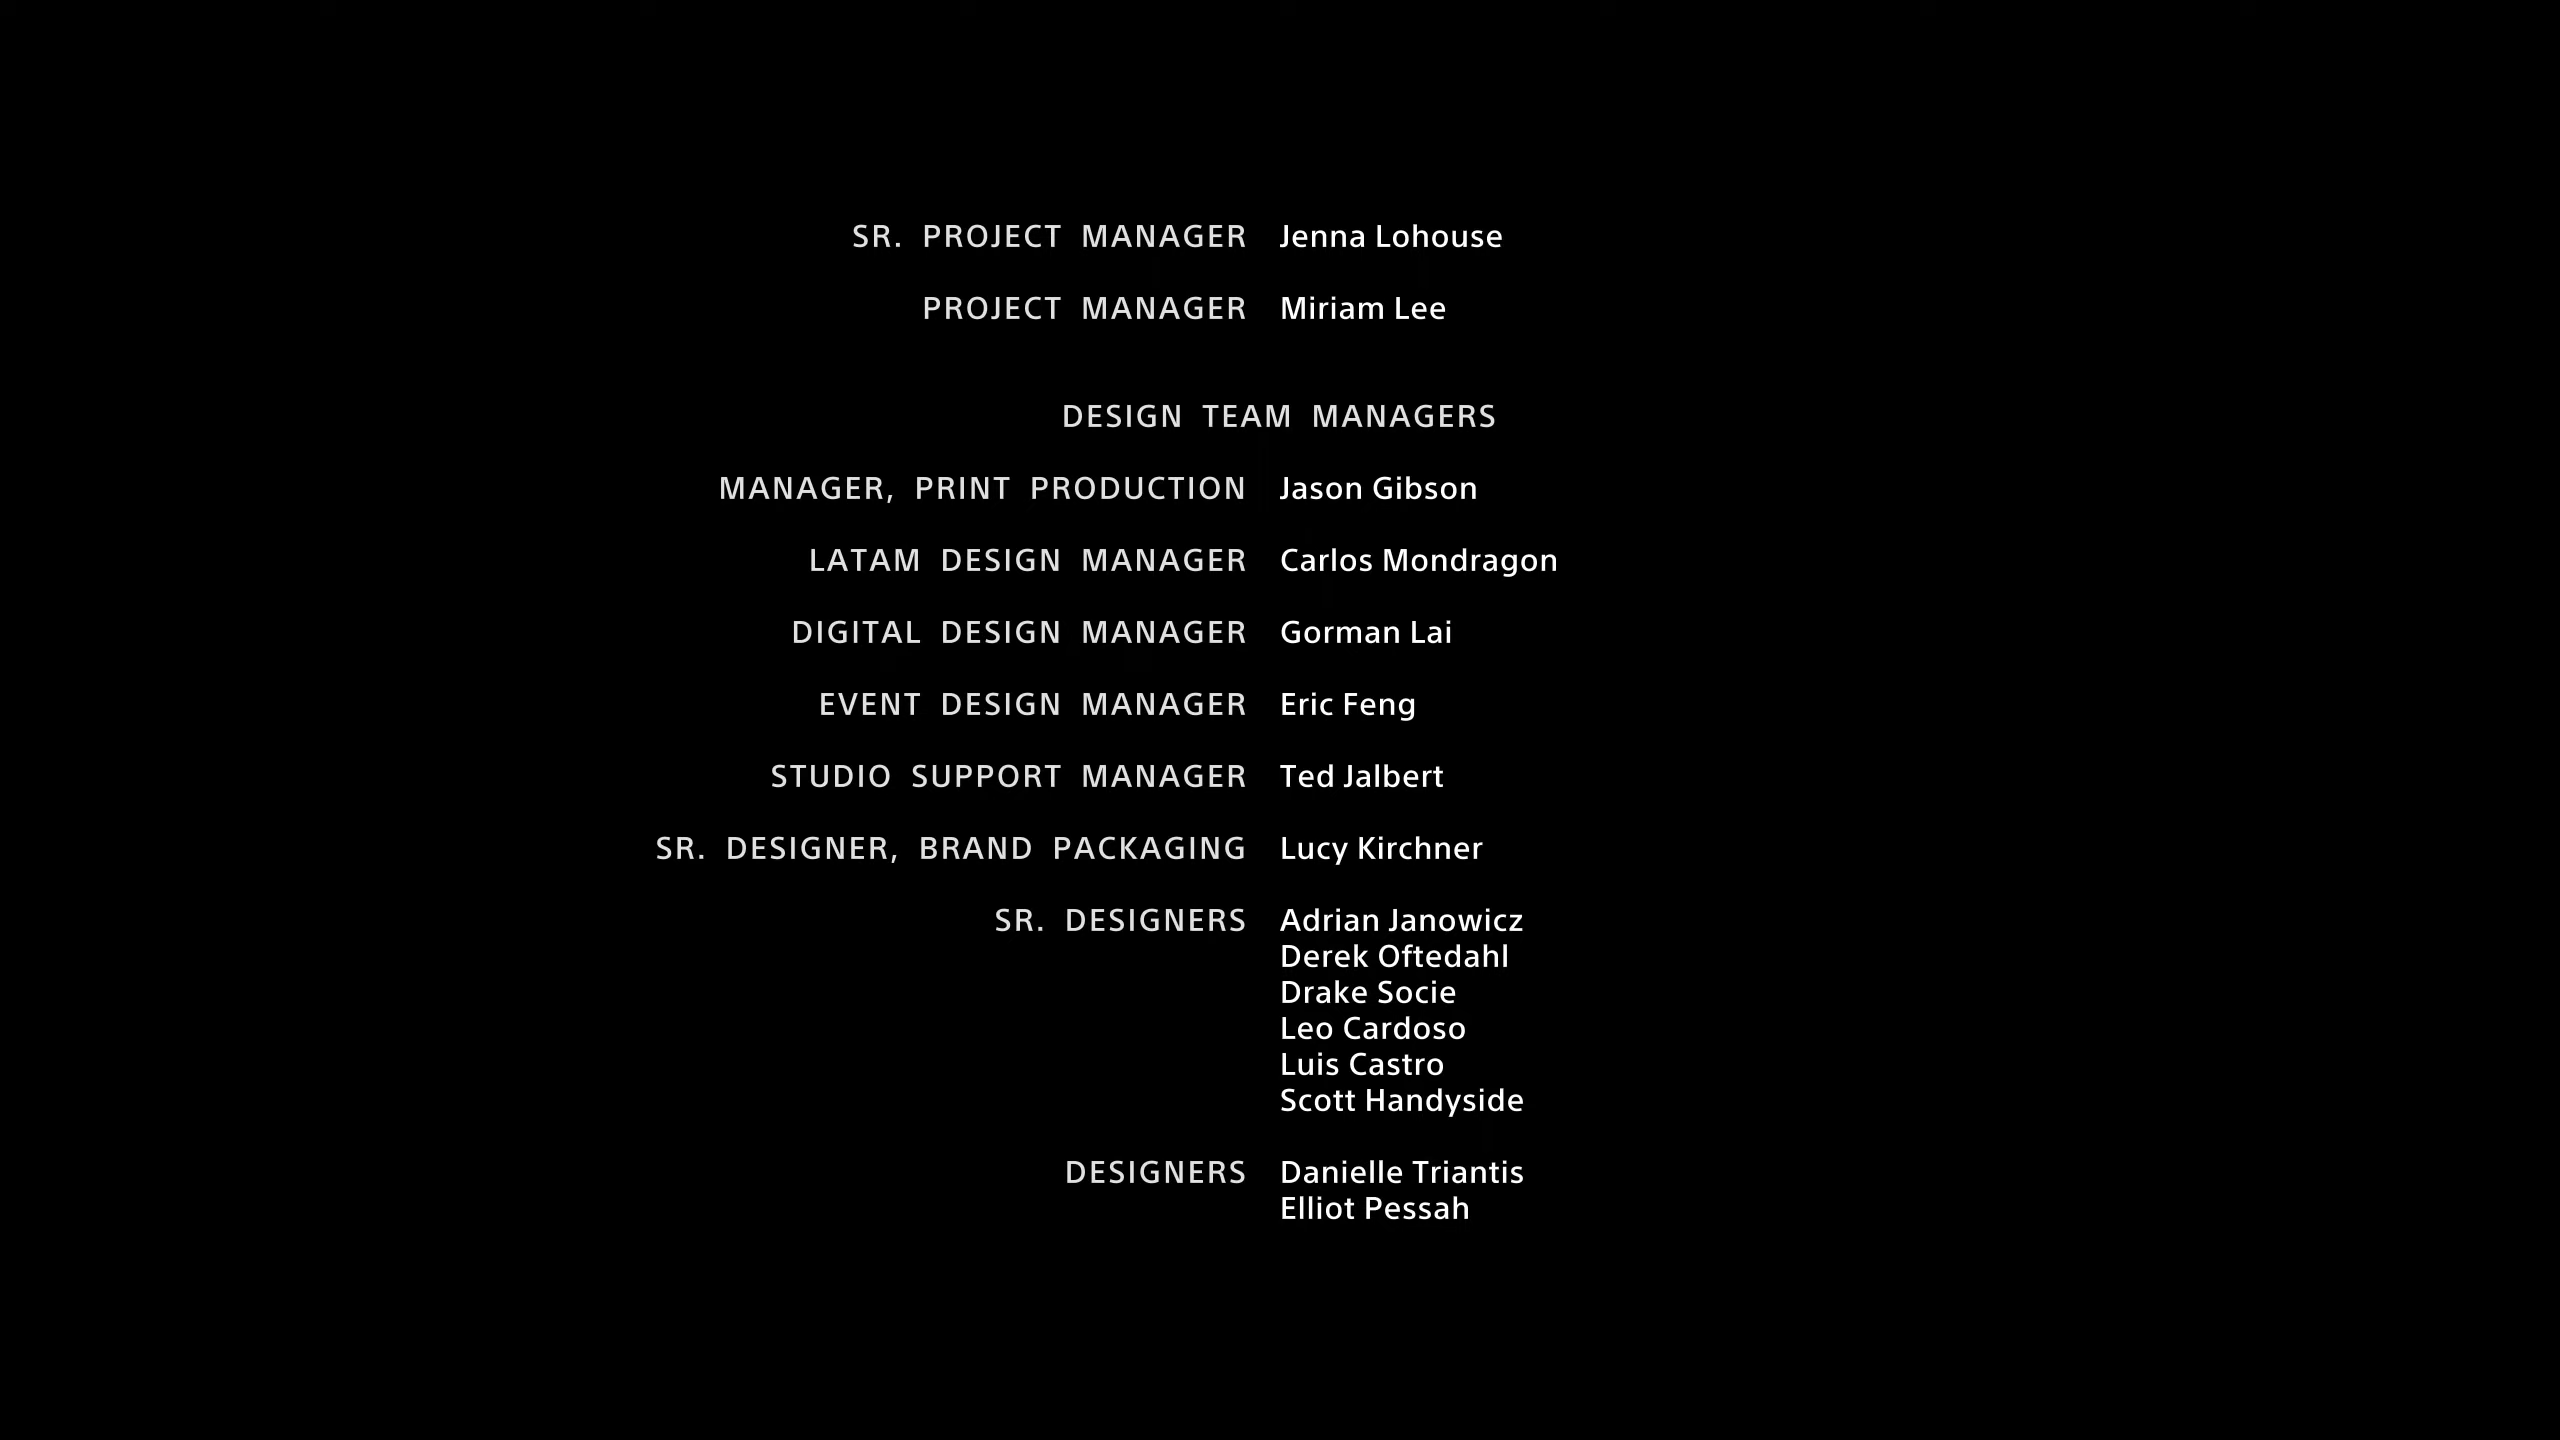 SR. PROJECT MANAGER Jenna Lohouse
PROJECT MANAGER Miriam Lee
DESIGN TEAM MANAGERS
MANAGER, PRINT PRODUCTION Jason Gibson
LATAM DESIGN MANAGER Carlos Mondragon
DIGITAL DESIGN MANAGER Gorman Lai
EVENT DESIGN MANAGER Eric Feng
STUDIO SUPPORT MANAGER Ted Jalbert
SR. DESIGNER, BRAND PACKAGING Lucy Kirchner
SR. DESIGNERS Adrian Janowicz
Derek Oftedahl
Drake Socie
Leo Cardoso
Luis Castro
Scott Handyside
DESIGNERS Danielle Triantis
Elliot Pessah